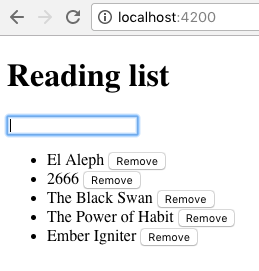 localhost:4200
Reading list
El Aleph Remove
2666 Remove
The Black Swan Remove
The Power of Habit Remove
Ember Igniter Remove